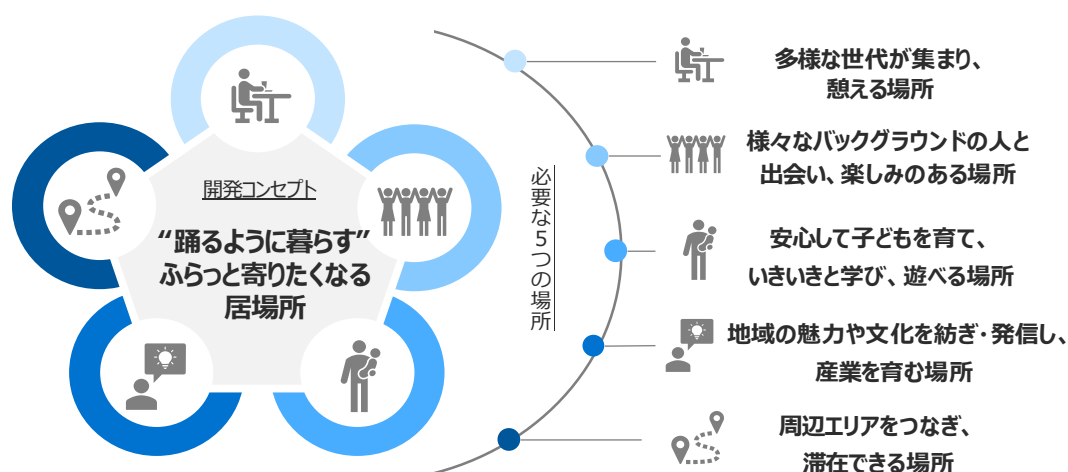 開発コンセプト
“踊るように暮らす”
ふらっと寄りたくなる
居場所
必要な5つの場所
多様な世代が集まり、
憩える場所
様々なバックグラウンドの人と
出会い、楽しみのある場所
安心して子どもを育て、
いきいきと学び、遊べる場所
地域の魅力や文化を紡ぎ・発信し、
産業を育む場所
周辺エリアをつなぎ、
滞在できる場所